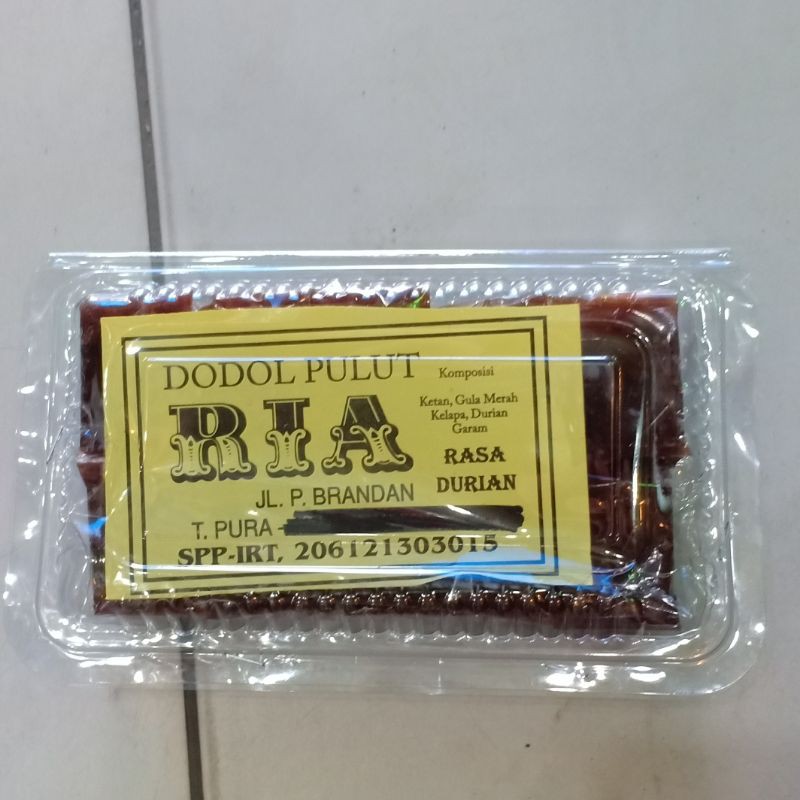 DODOL PULUT
RIA
JL. P. BRANDAN
T. PURA -
SPP-IRT, 206121303015
Komposisi
Ketan, Gula Merah
Kelapa, Durian
Garam
RASA
DURIAN